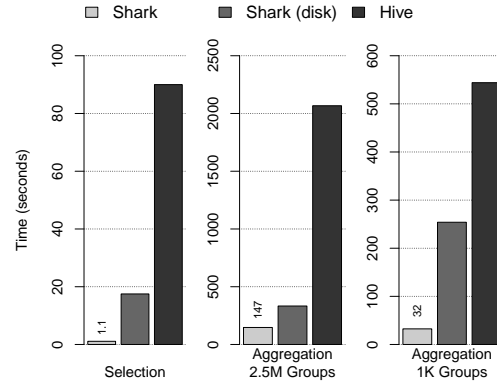 Shark Shark (disk) Hive
Time (seconds)
0 20 40 60 80 100
1.1
Selection
0 500 1000 1500 2000 2500
147
Aggregation
2.5M Groups
0 100 200 300 400 500 600
32
Aggregation
1K Groups